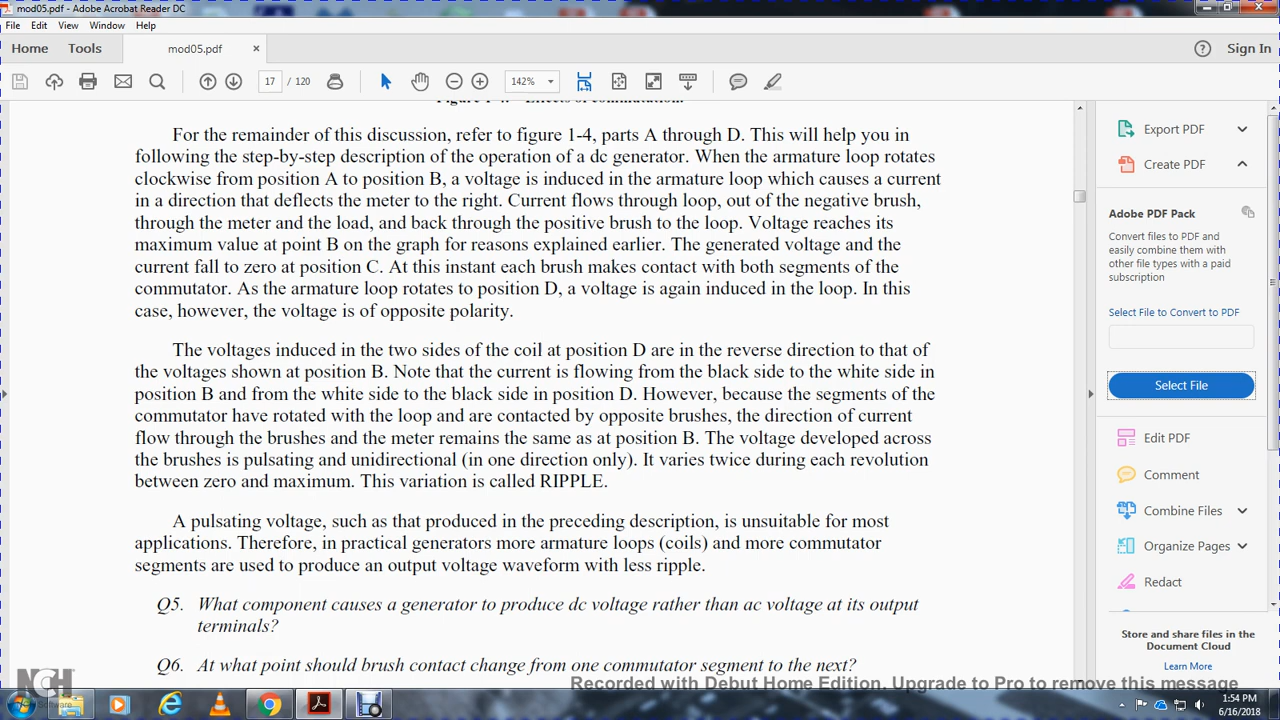 mod05.pdf - Adobe Acrobat Reader DC
File Edit View Window Help
Home Tools mod05.pdf × Sign In
17 / 120 142%
For the remainder of this discussion, refer to figure 1-4, parts A through D. This will help you in
following the step-by-step description of the operation of a dc generator. When the armature loop rotates
clockwise from position A to position B, a voltage is induced in the armature loop which causes a current
in a direction that deflects the meter to the right. Current flows through loop, out of the negative brush,
through the meter and the load, and back through the positive brush to the loop. Voltage reaches its
maximum value at point B on the graph for reasons explained earlier. The generated voltage and the
current fall to zero at position C. At this instant each brush makes contact with both segments of the
commutator. As the armature loop rotates to position D, a voltage is again induced in the loop. In this
case, however, the voltage is of opposite polarity.
The voltages induced in the two sides of the coil at position D are in the reverse direction to that of
the voltages shown at position B. Note that the current is flowing from the black side to the white side in
position B and from the white side to the black side in position D. However, because the segments of the
commutator have rotated with the loop and are contacted by opposite brushes, the direction of current
flow through the brushes and the meter remains the same as at position B. The voltage developed across
the brushes is pulsating and unidirectional (in one direction only). It varies twice during each revolution
between zero and maximum. This variation is called RIPPLE.
A pulsating voltage, such as that produced in the preceding description, is unsuitable for most
applications. Therefore, in practical generators more armature loops (coils) and more commutator
segments are used to produce an output voltage waveform with less ripple.
Q5. What component causes a generator to produce dc voltage rather than ac voltage at its output
terminals?
Q6. At what point should brush contact change from one commutator segment to the next?
Export PDF
Create PDF
Adobe PDF Pack
Convert files to PDF and
easily combine them with
other file types with a paid
subscription
Select File to Convert to PDF
Select File
Edit PDF
Comment
Combine Files
Organize Pages
Redact
Store and share files in the
Document Cloud
Learn More
NCH Software
Recorded with Debut Home Edition. Upgrade to Pro to remove this message
1:54 PM
6/16/2018